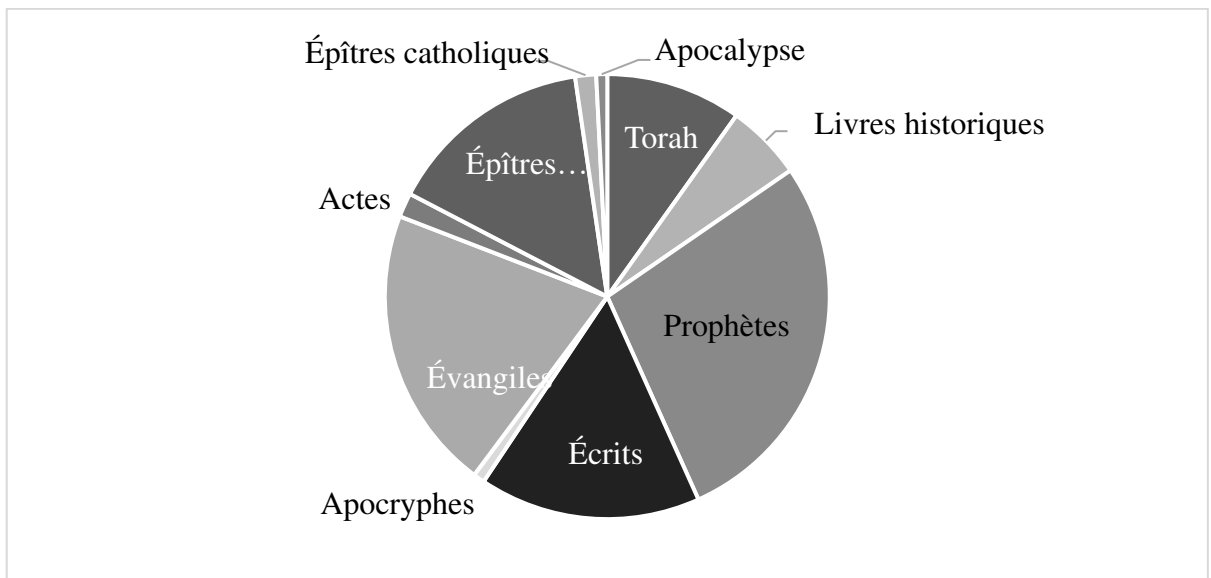 Épîtres catholiques
Apocalypse
Torah
Livres historiques
Épîtres…
Actes
Prophètes
Évangiles
Écrits
Apocryphes